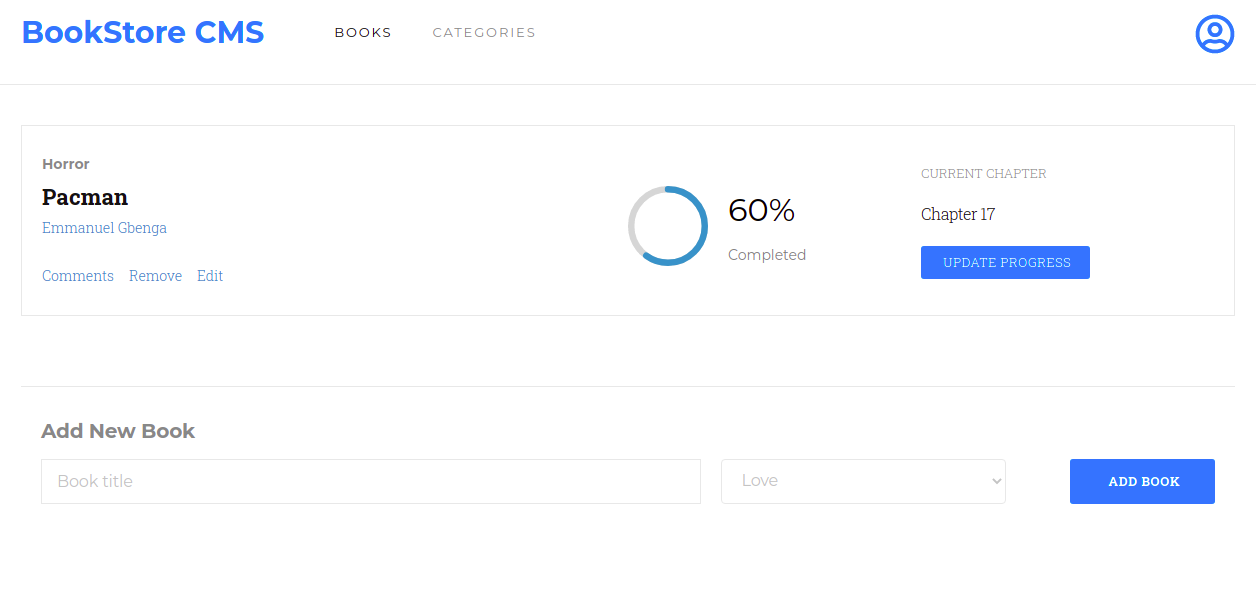 BookStore CMS
BOOKS
CATEGORIES
Horror
Pacman
Emmanuel Gbenga
Comments Remove Edit
60%
Completed
CURRENT CHAPTER
Chapter 17
UPDATE PROGRESS
Add New Book
Book title
Love
ADD BOOK